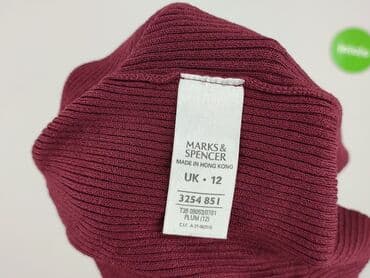 MARKS &
SPENCER
MADE IN HONG KONG
UK • 12
3254 851
PLUM (12)